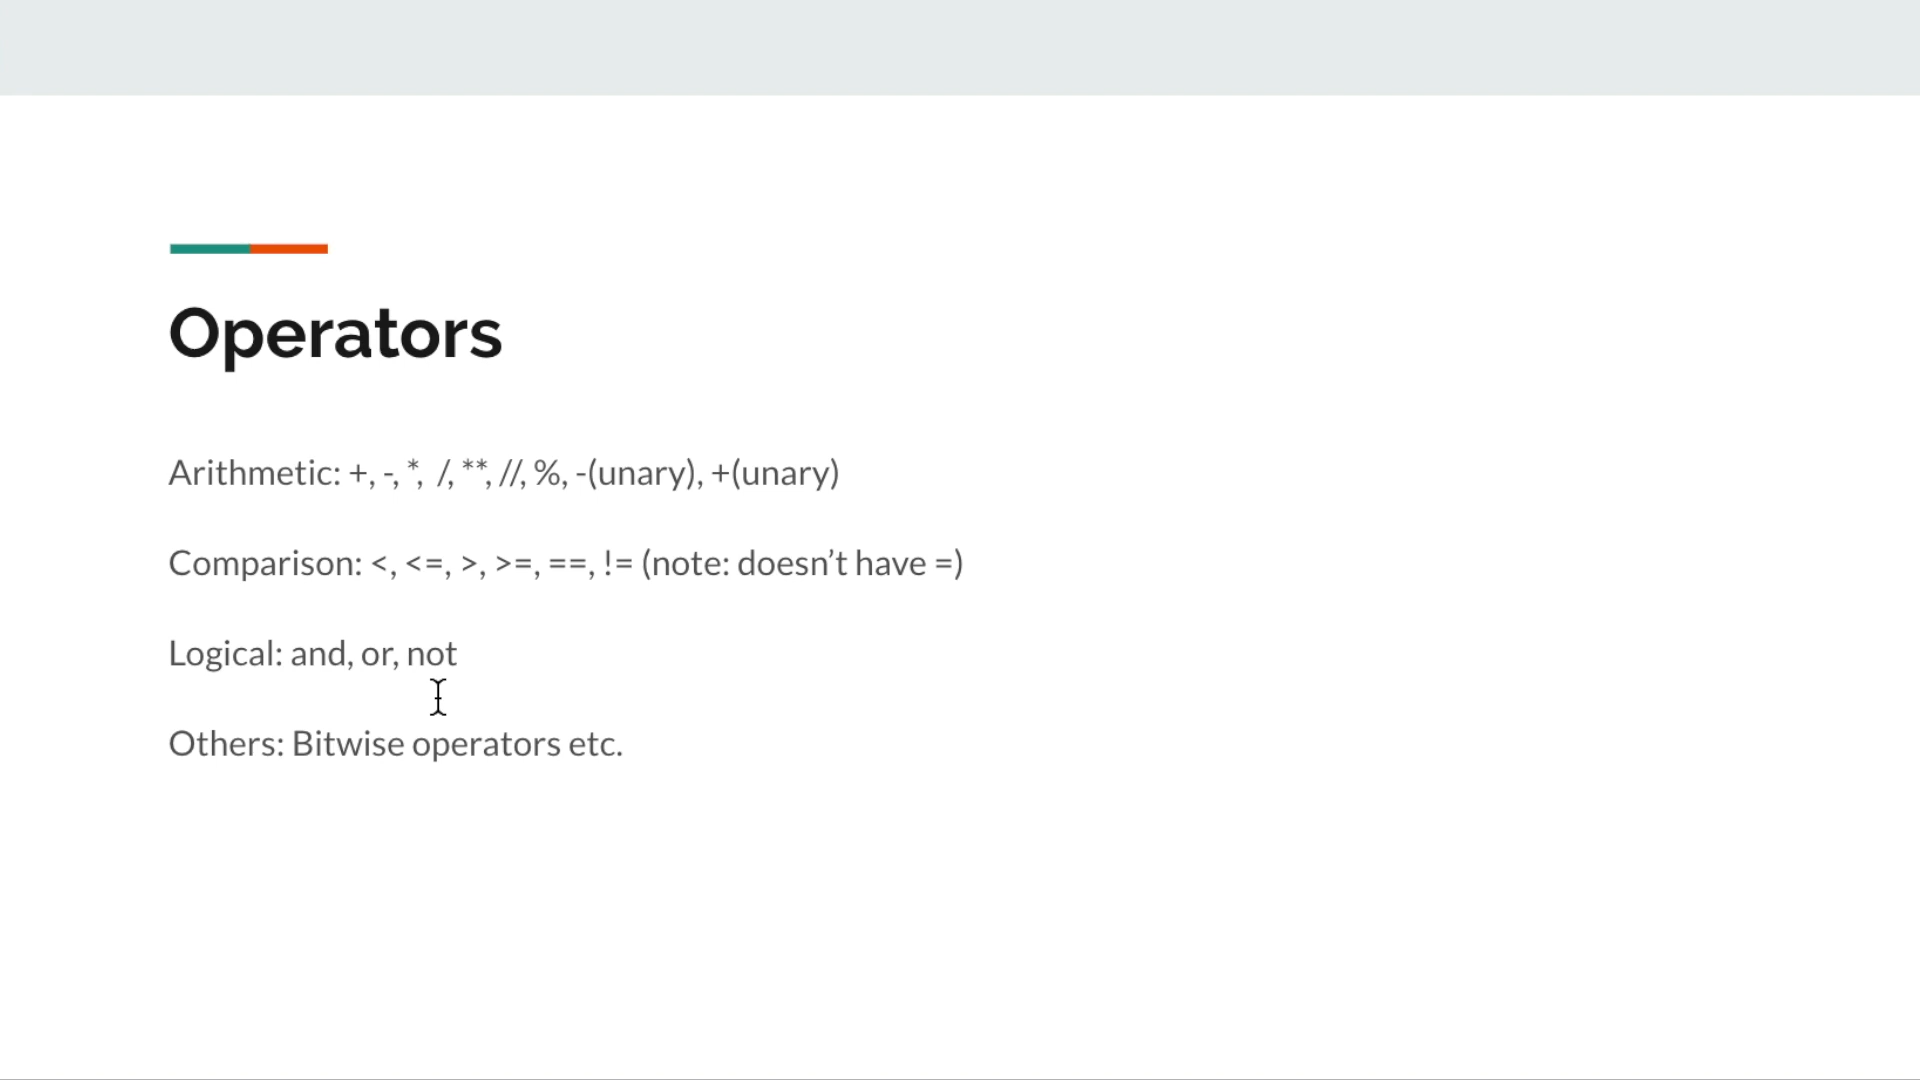 Operators
Arithmetic: +, -, *,  /, **, //, %, -(unary), +(unary)
Comparison: <, <=, >, >=, ==, != (note: doesn’t have =)
Logical: and, or, not
Others: Bitwise operators etc.